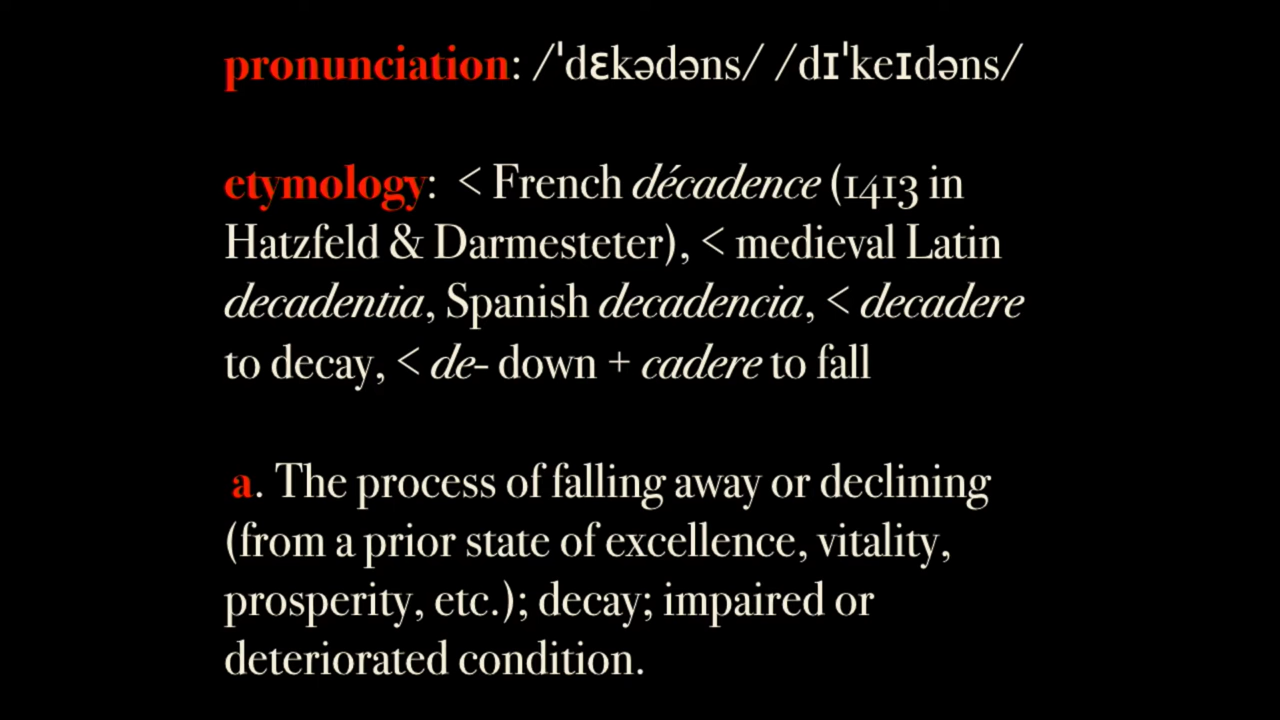 pronunciation: /ˈdɛkədəns/ /dɪˈkeɪdəns/
etymology: < French décadence (1413 in
Hatzfeld & Darmesteter), < medieval Latin
decadentia, Spanish decadencia, < decadere
to decay, < de- down + cadere to fall
a. The process of falling away or declining
(from a prior state of excellence, vitality,
prosperity, etc.); decay; impaired or
deteriorated condition.